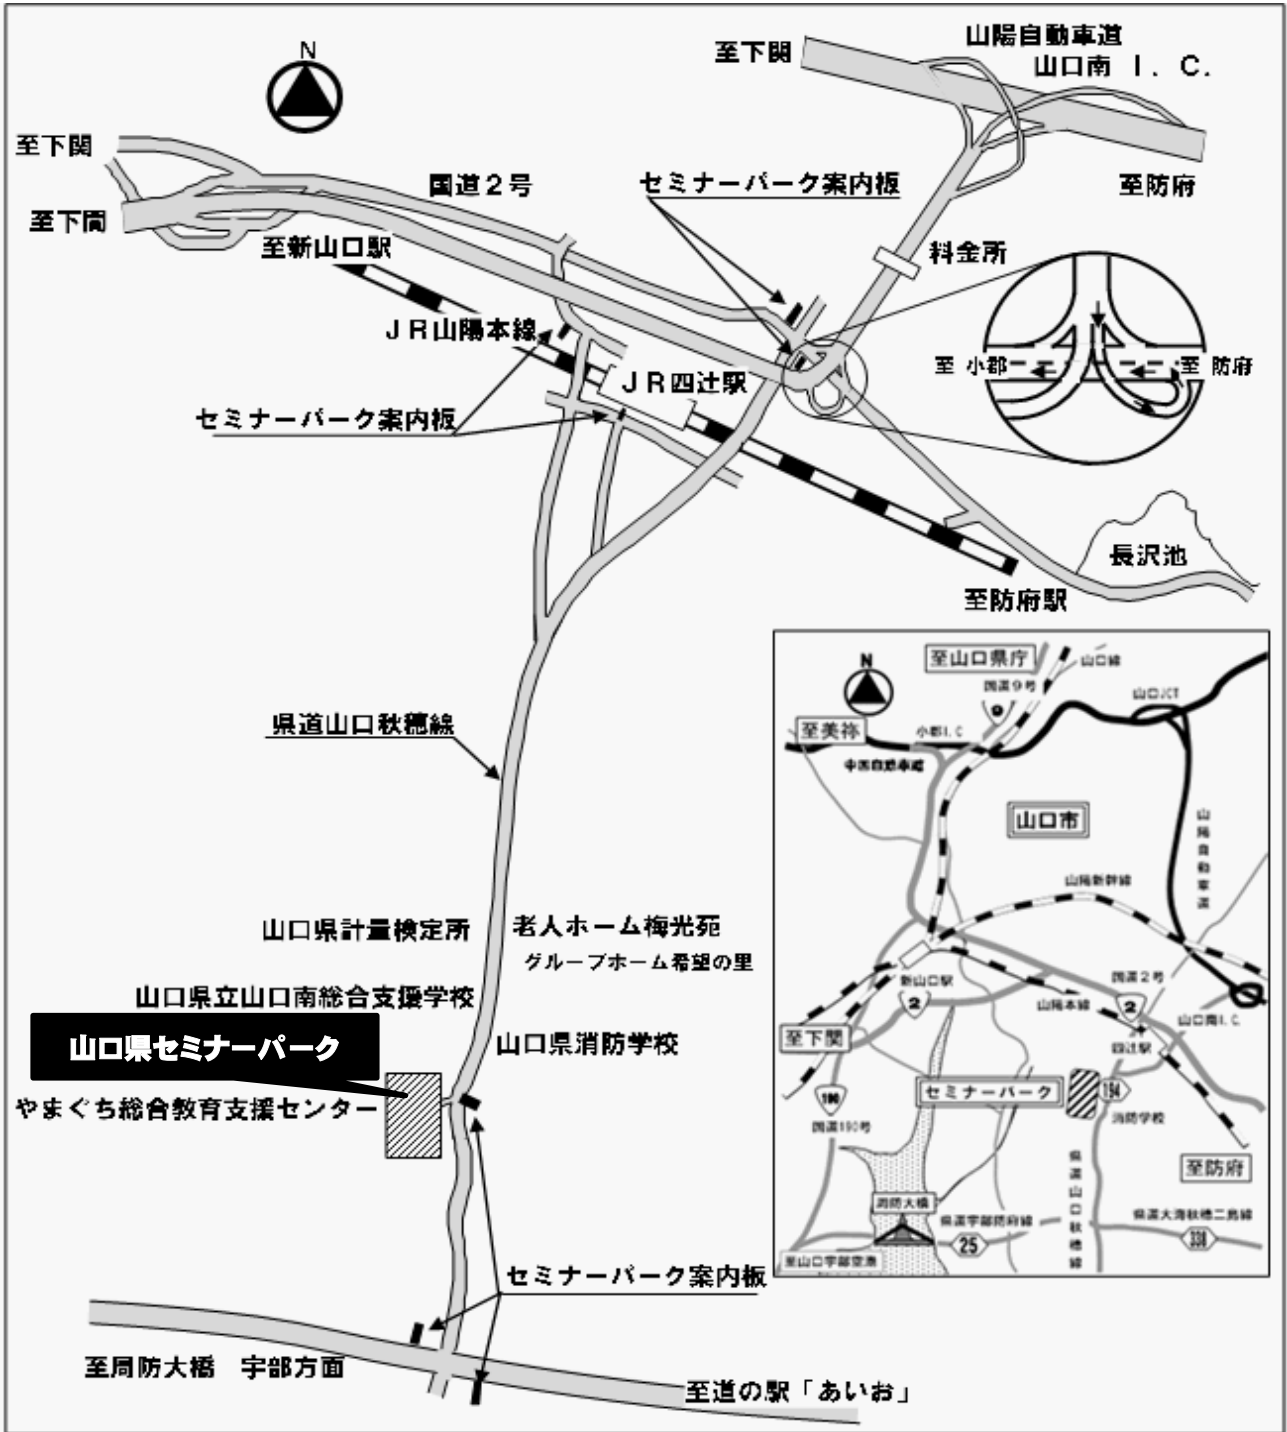 山陽自動車道
山口南 I. C.
至下関
N
至下関
至防府
国道2号
セミナーパーク案内板
至下関
至新山口駅
料金所
JR山陽本線
至 小郡
至 防府
JR四辻駅
セミナーパーク案内板
長沢池
至防府駅
県道山口秋穂線
山口県計量検定所
老人ホーム梅光苑
グループホーム希望の里
山口県立山口南総合支援学校
山口県セミナーパーク
山口県消防学校
やまぐち総合教育支援センター
セミナーパーク案内板
至周防大橋 宇部方面
至道の駅「あいお」
至山口県庁
山口線
N
国道9号
9
山口JCT
至美祢
小郡I.C
中国自動車道
山口市
山陽自動車道
山陽新幹線
新山口駅
国道2号
2
2
山陽本線
山口南I.C.
至下関
四辻駅
セミナーパーク
194
190
消防学校
国道190号
至防府
県道山口秋穂線
周防大橋
県道宇部防府線
県道大海秋穂二島線
25
338
至山口宇部空港